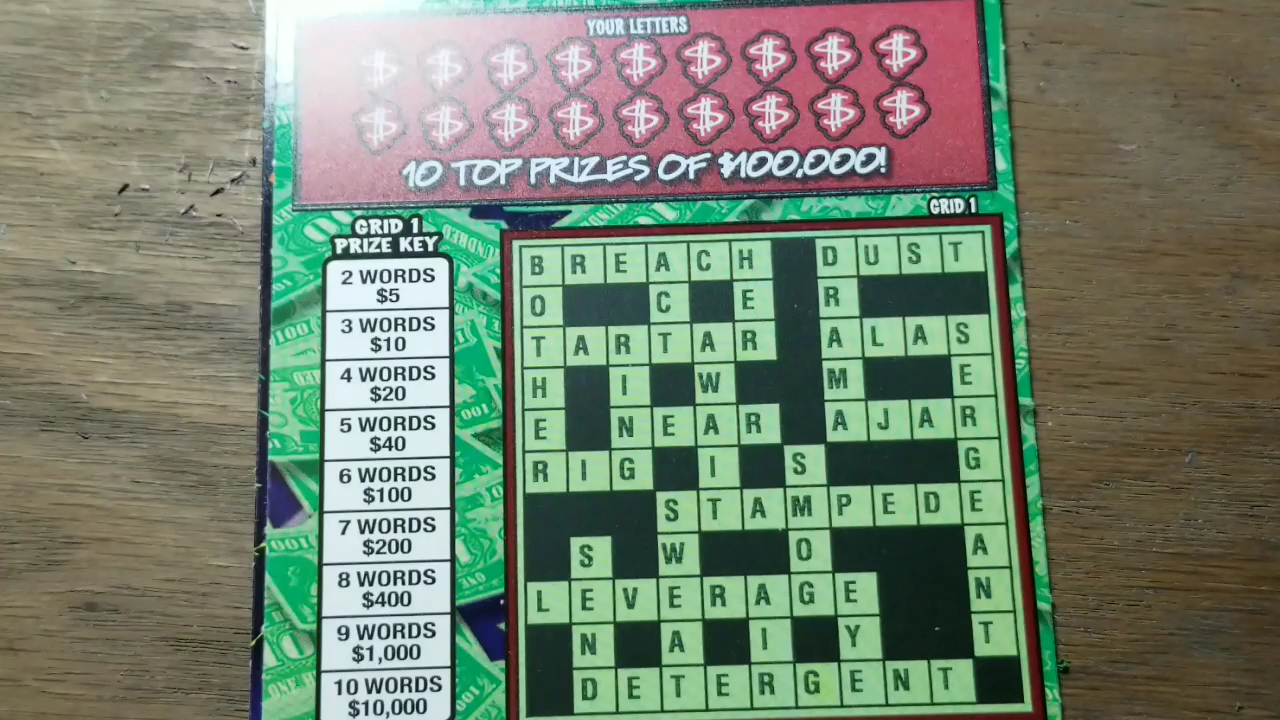 YOUR LETTERS
$ $ $ $ $ $ $ $ $
$ $ $ $ $ $ $ $ $
10 TOP PRIZES OF $100,000!
GRID 1
GRID 1
PRIZE KEY
2 WORDS
$5
3 WORDS
$10
4 WORDS
$20
5 WORDS
$40
6 WORDS
$100
7 WORDS
$200
8 WORDS
$400
9 WORDS
$1,000
10 WORDS
$10,000
B R E A C H D U S T
O C E R
T A R T A R A L A S
H I W M E
E N E A R A J A R
R I G I S G
S T A M P E D E
S W O A
L E V E R A G E N
N A I Y T
D E T E R G E N T